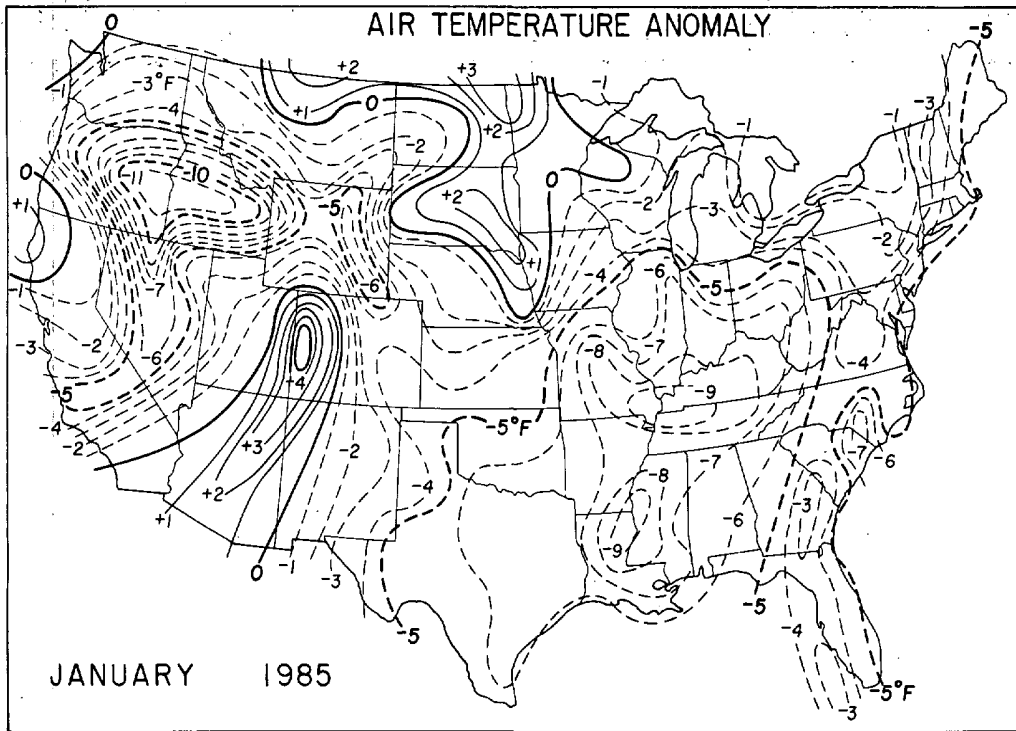 AIR TEMPERATURE ANOMALY
0 -5
+2 +3 -1
-1 -3°F +1 0 +2 -1 -3
-4 -2
0 -10 0
+1 -5 +2 -2 -3 -2
+1
-1 -7 -6 -4 -6 -5
-3 -2 -6 -8 -7 -4
-5 +4 -9
-4 -5°F
-2 +3 -2 -7 -6
+2 -4 -8 -7 -3
+1 -6
0 -1 -3 -9
-5 -5 -4
JANUARY 1985 -5°F
-3